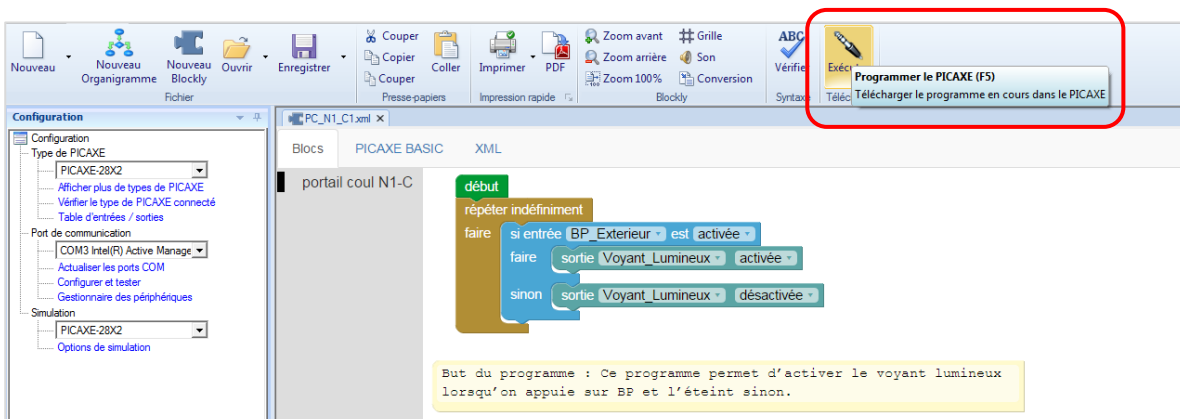 Nouveau
Nouveau
Organigramme
Nouveau
Blockly
Ouvrir
Fichier
Enregistrer
Couper
Copier
Couper
Coller
Presse-papiers
Imprimer
PDF
Impression rapide
Zoom avant
Zoom arrière
Zoom 100%
Grille
Son
Conversion
Blockly
ABC
Vérifie
Syntaxe
Exécu
Téléc
Programmer le PICAXE (F5)
Télécharger le programme en cours dans le PICAXE
Configuration
Configuration
Type de PICAXE
PICAXE-28X2
Afficher plus de types de PICAXE
Vérifier le type de PICAXE connecté
Table d'entrées / sorties
Port de communication
COM3 Intel(R) Active Manage
Actualiser les ports COM
Configurer et tester
Gestionnaire des périphériques
Simulation
PICAXE-28X2
Options de simulation
PC_N1_C1.xml
Blocs PICAXE BASIC XML
portail coul N1-C
début
répéter indéfiniment
faire si entrée BP_Exterieur est activée
faire sortie Voyant_Lumineux activée
sinon sortie Voyant_Lumineux désactivée
But du programme : Ce programme permet d'activer le voyant lumineux
lorsqu'on appuie sur BP et l'éteint sinon.